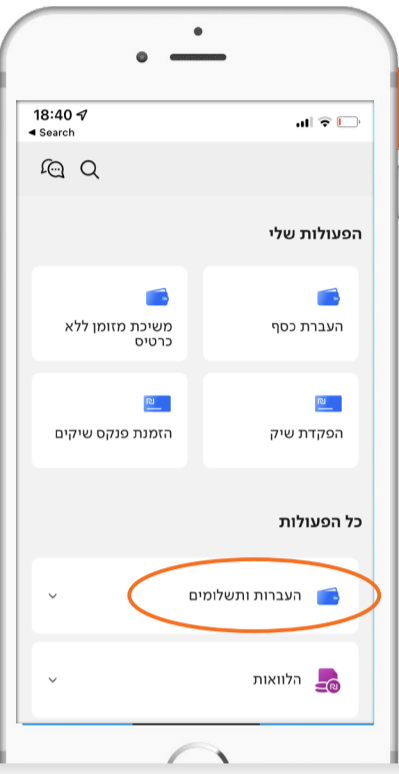 18:40
◀ Search
הפעולות שלי
העברת כסף
משיכת מזומן ללא
כרטיס
הפקדת שיק
הזמנת פנקס שיקים
כל הפעולות
העברות ותשלומים
הלוואות